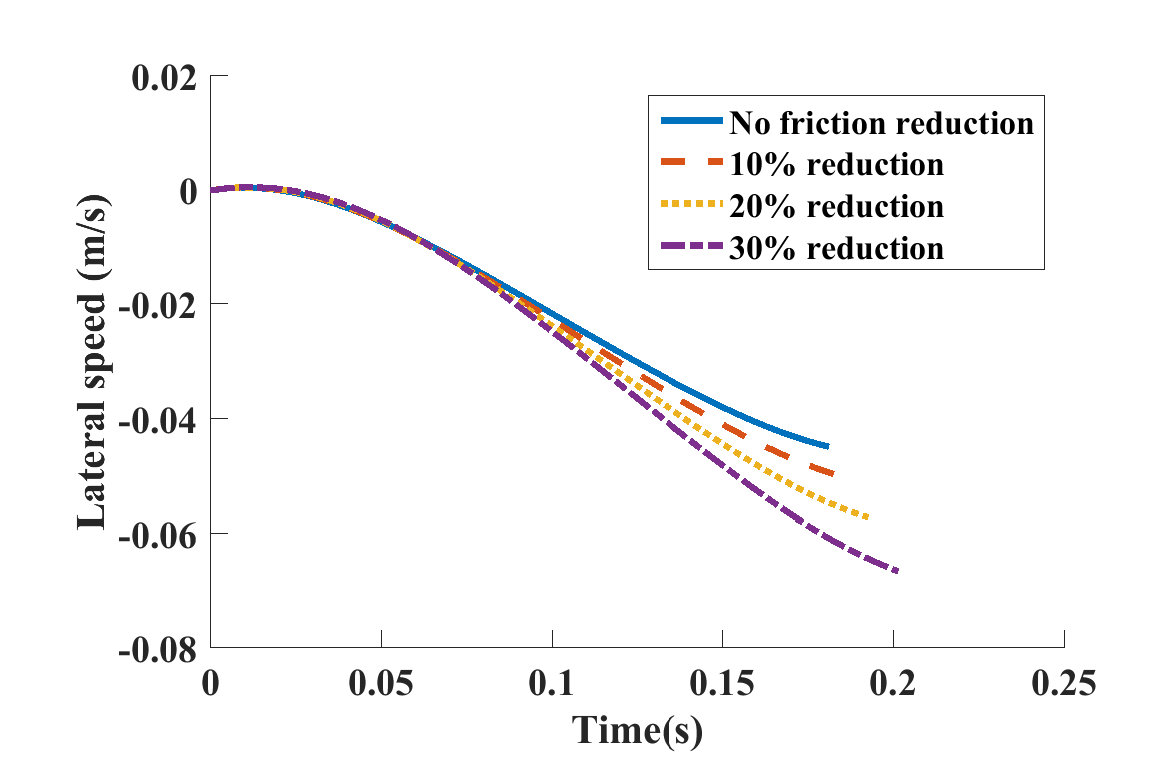 0.02
0
-0.02
-0.04
-0.06
-0.08
Lateral speed (m/s)
No friction reduction
10% reduction
20% reduction
30% reduction
0 0.05 0.1 0.15 0.2 0.25
Time(s)